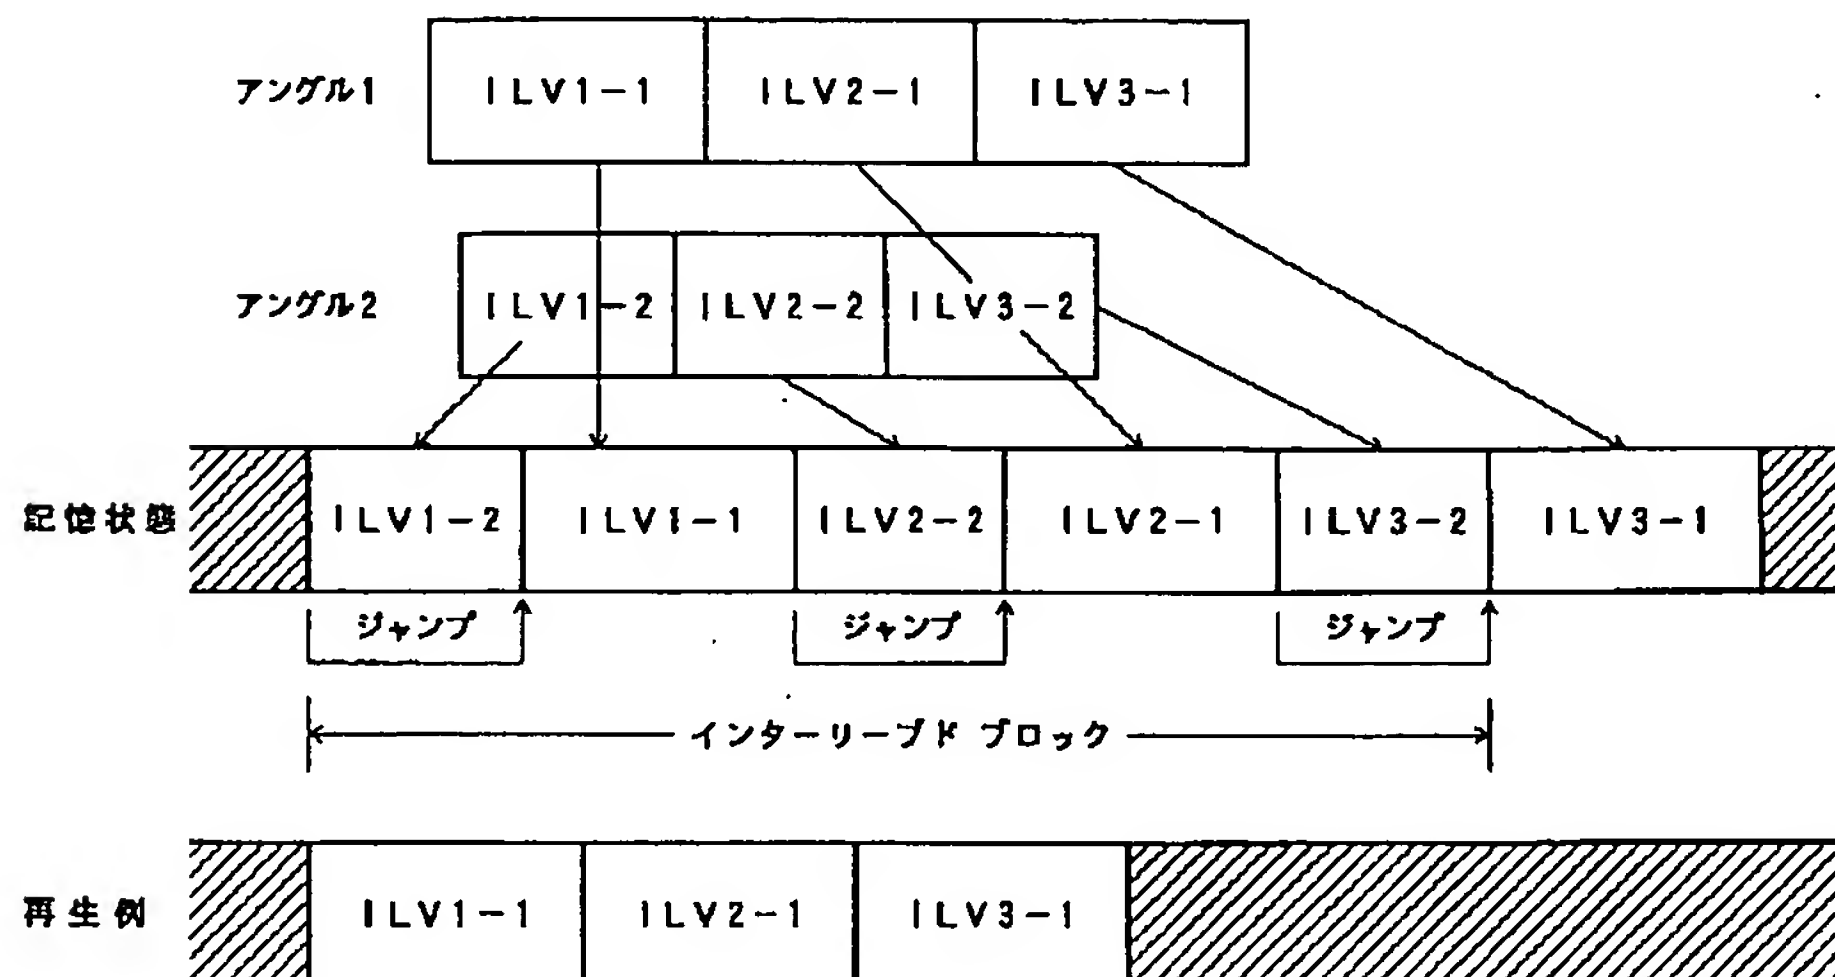 アングル1 ILV1-1 ILV2-1 ILV3-1
アングル2 ILV1-2 ILV2-2 ILV3-2
記憶状態 ILV1-2 ILV1-1 ILV2-2 ILV2-1 ILV3-2 ILV3-1
ジャンプ ジャンプ ジャンプ
インターリーブド ブロック
再生例 ILV1-1 ILV2-1 ILV3-1